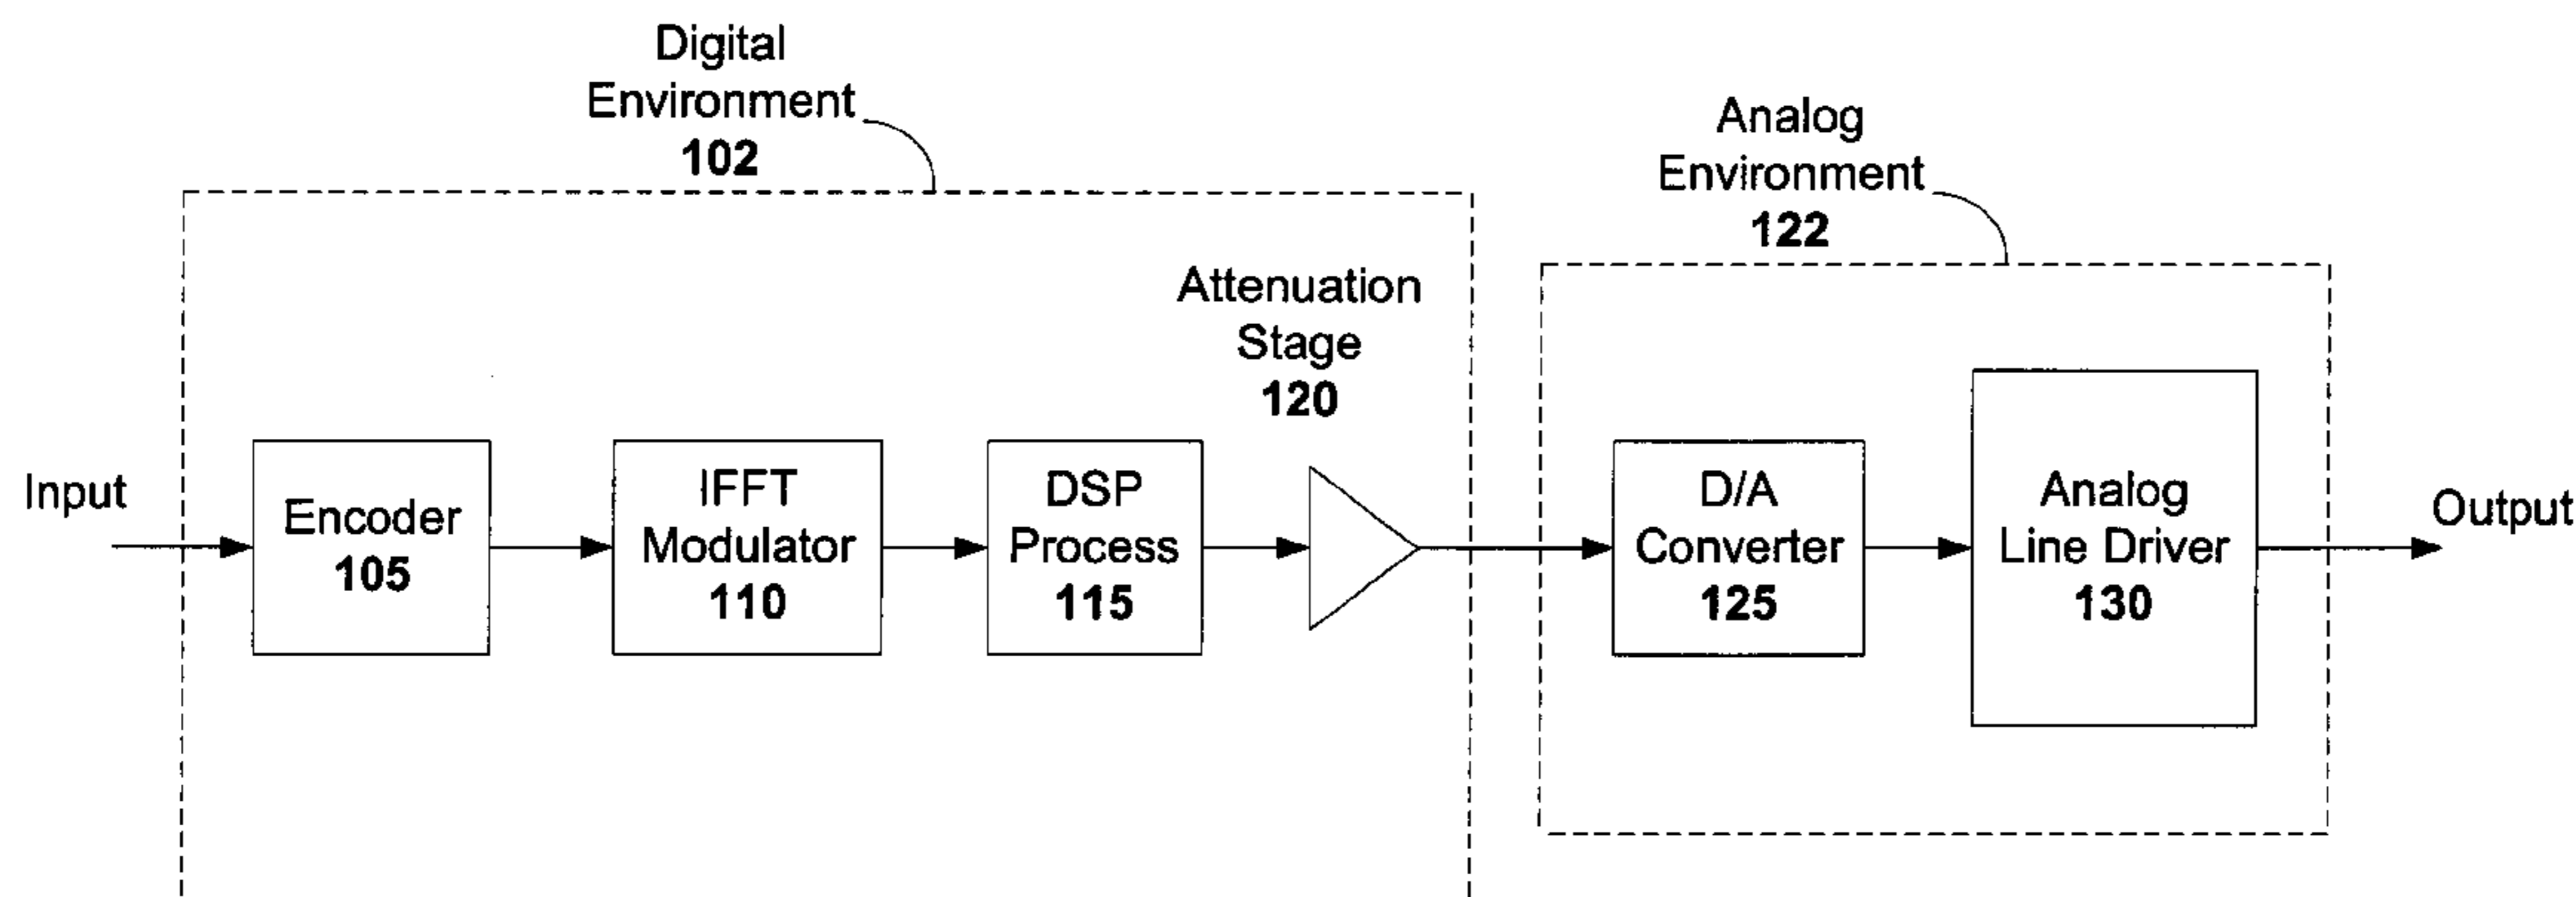 Digital
Environment
102
Analog
Environment
122
Attenuation
Stage
120
Input
Encoder
105
IFFT
Modulator
110
DSP
Process
115
D/A
Converter
125
Analog
Line Driver
130
Output